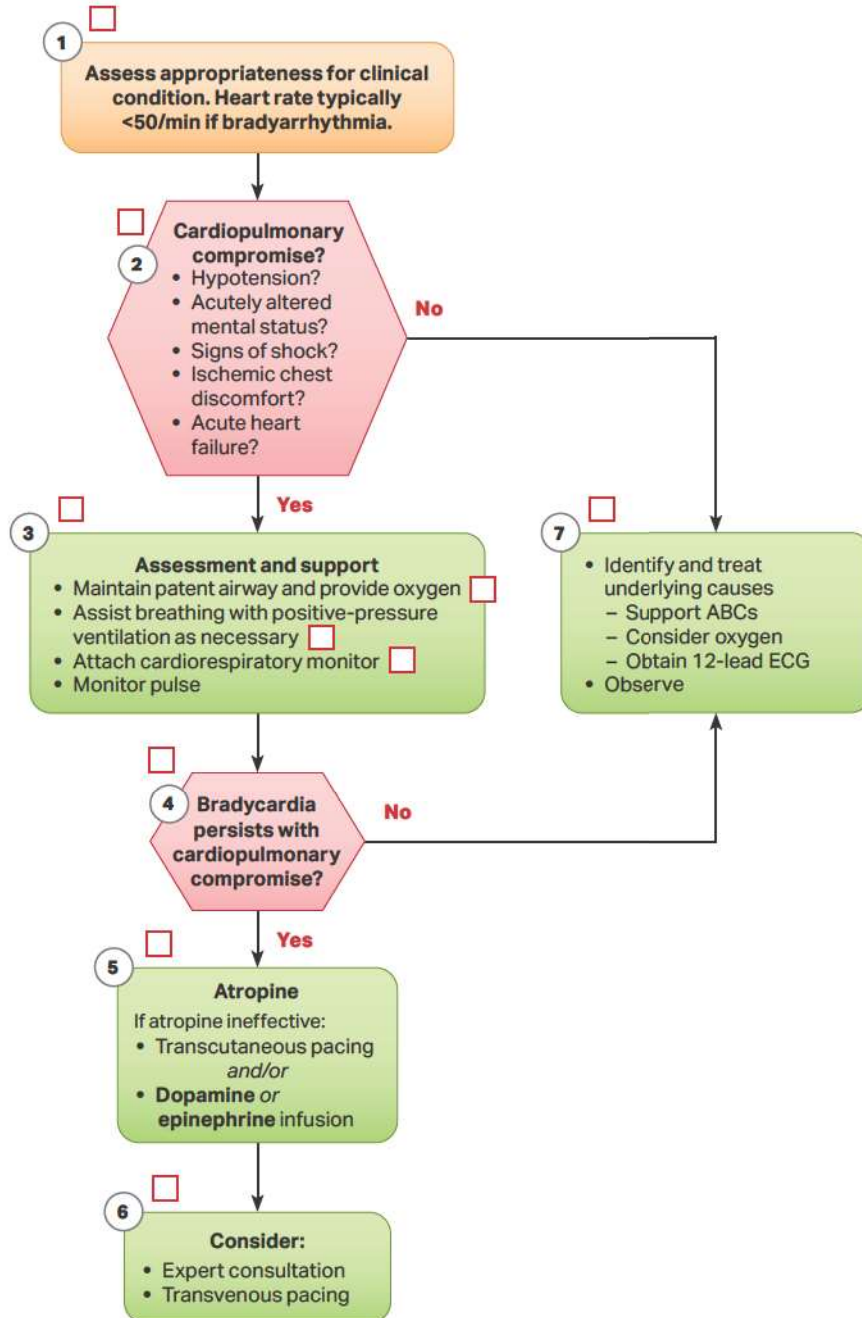 1
Assess appropriateness for clinical
condition. Heart rate typically
<50/min if bradyarrhythmia.
2
Cardiopulmonary
compromise?
• Hypotension?
• Acutely altered
mental status?
• Signs of shock?
• Ischemic chest
discomfort?
• Acute heart
failure?
No
Yes
3
Assessment and support
• Maintain patent airway and provide oxygen
• Assist breathing with positive-pressure
ventilation as necessary
• Attach cardiorespiratory monitor
• Monitor pulse
7
• Identify and treat
underlying causes
– Support ABCs
– Consider oxygen
– Obtain 12-lead ECG
• Observe
4
Bradycardia
persists with
cardiopulmonary
compromise?
No
Yes
5
Atropine
If atropine ineffective:
• Transcutaneous pacing
and/or
• Dopamine or
epinephrine infusion
6
Consider:
• Expert consultation
• Transvenous pacing